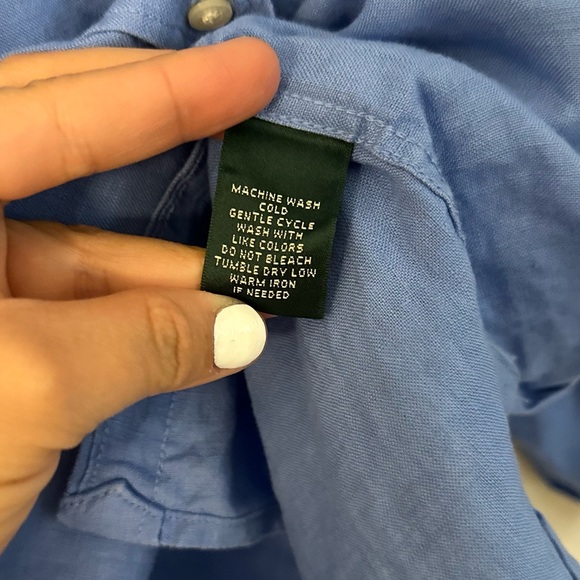 MACHINE WASH
COLD
GENTLE CYCLE
WASH WITH
LIKE COLORS
DO NOT BLEACH
TUMBLE DRY LOW
WARM IRON
IF NEEDED